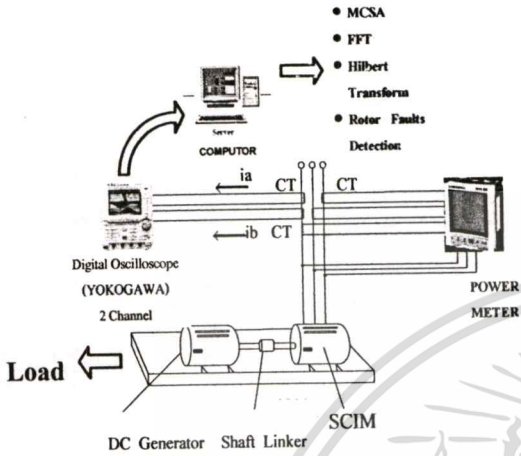 • MCSA
• FFT
• Hilbert
Transform
• Rotor Faults
Detection
Server
COMPUTOR
ia
CT
CT
ib CT
Digital Oscilloscope
(YOKOGAWA)
2 Channel
POWER
METER
Load
SCIM
DC Generator Shaft Linker